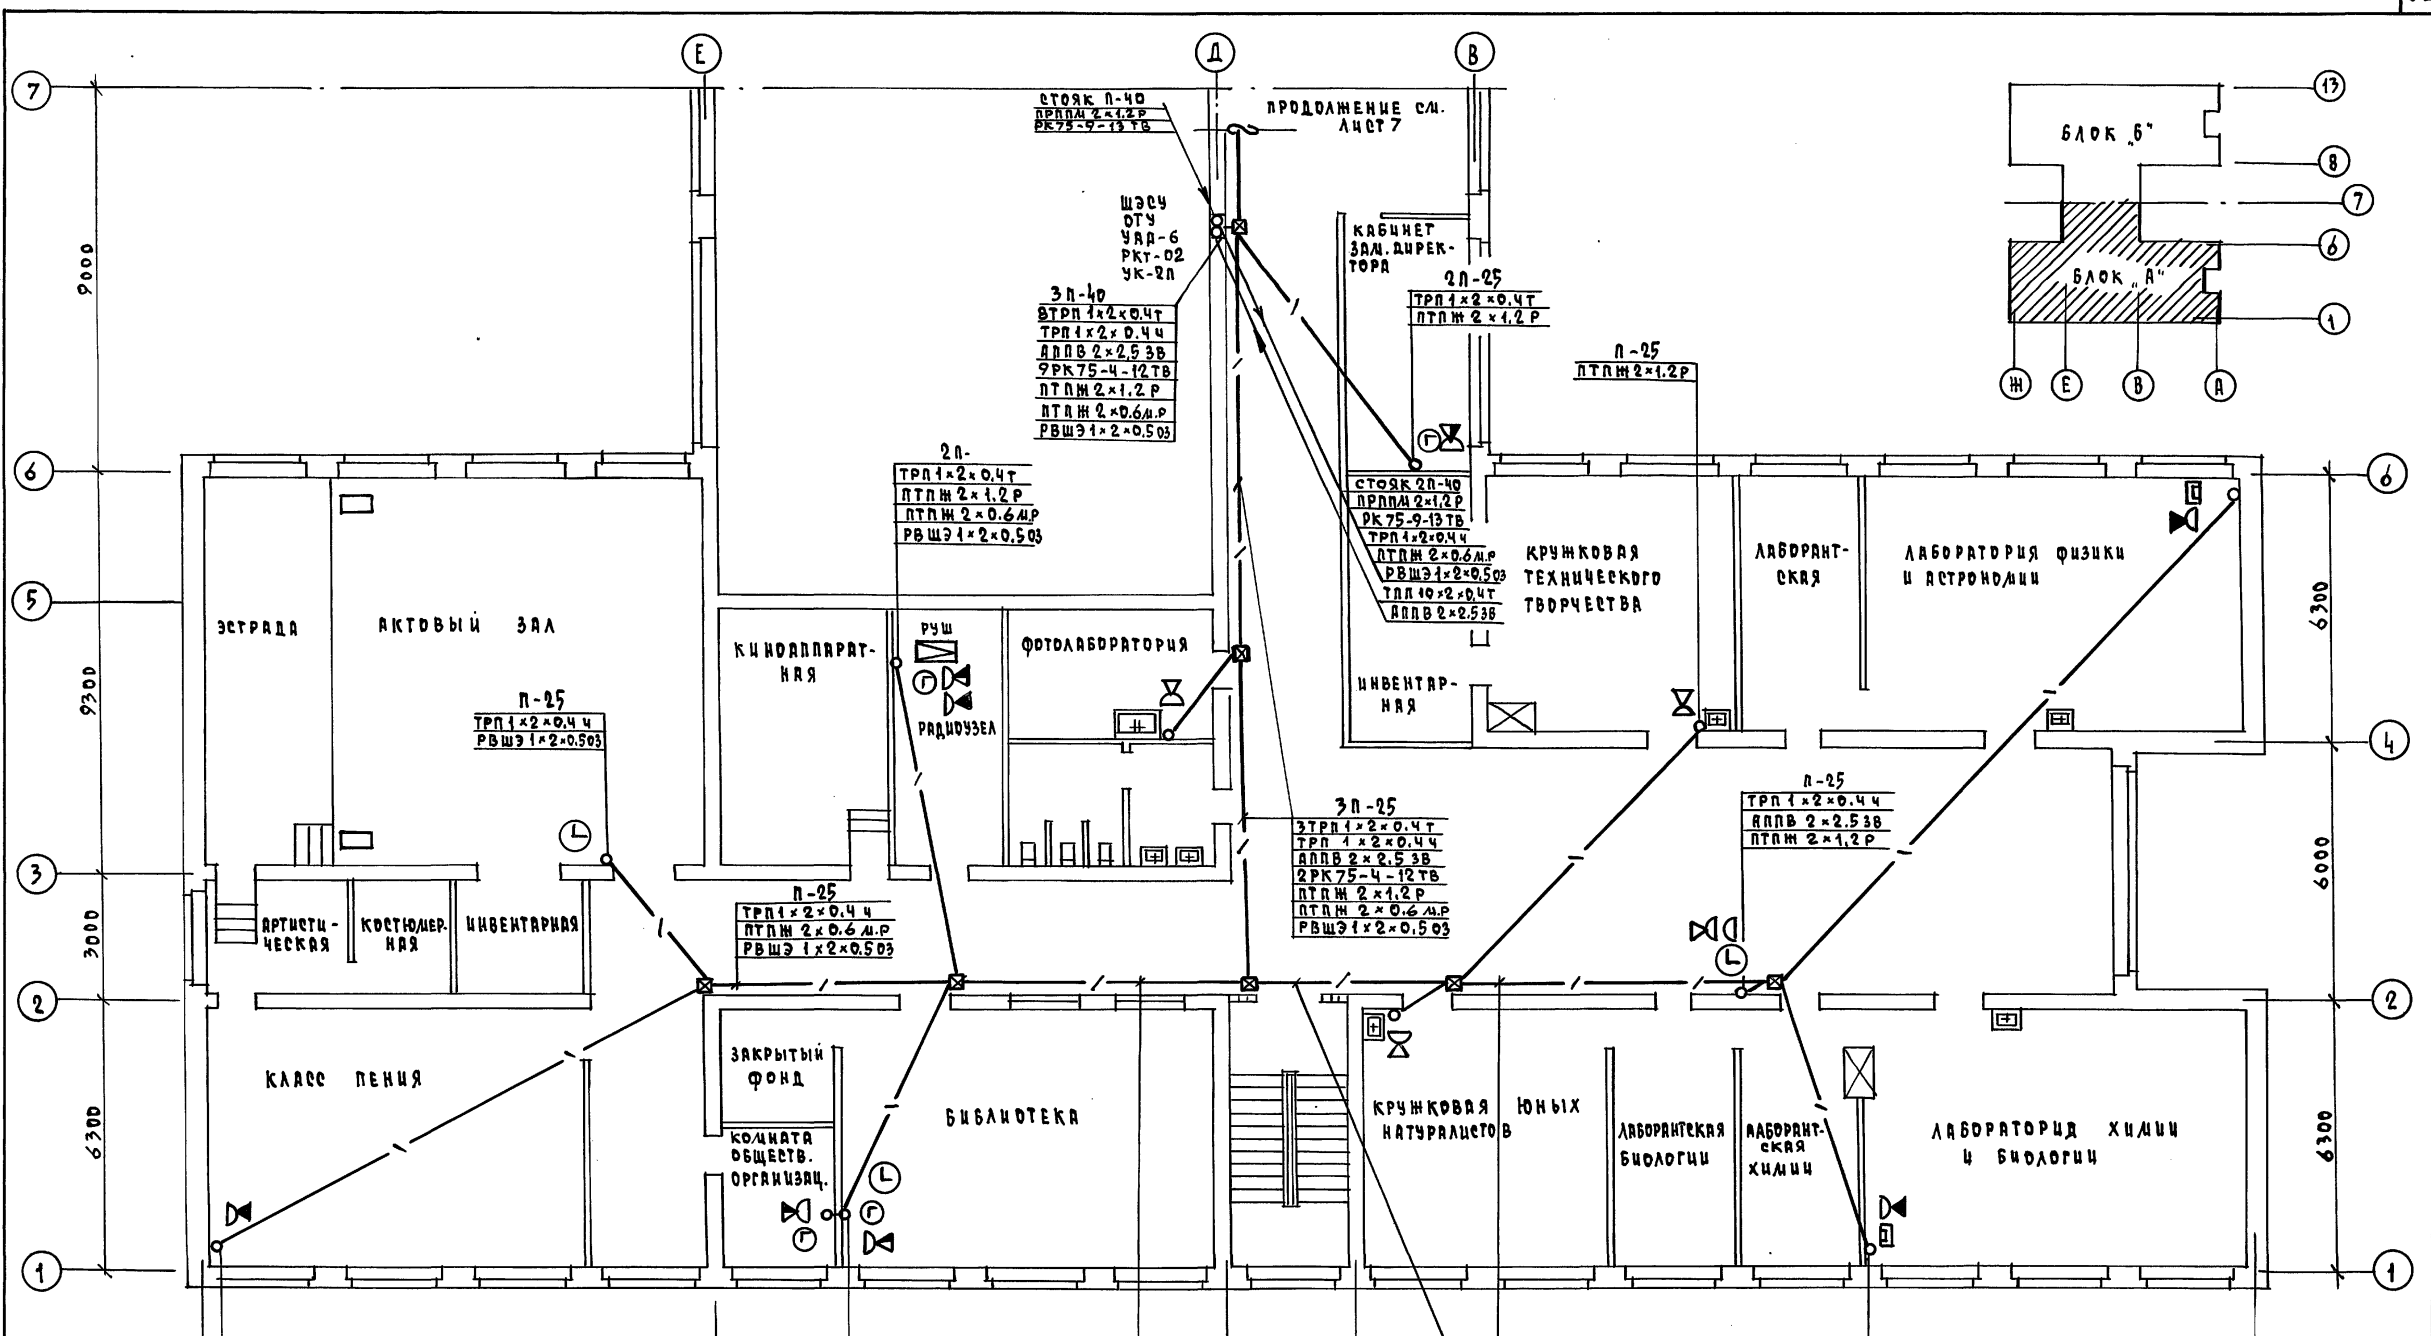 Е
Д
В
7
СТОЯК П-40
ПРППМ 2×1.2Р
РК75-9-13ТВ
ПРОДОЛЖЕНИЕ СМ.
ЛИСТ 7
13
БЛОК „Б"
8
7
6
БЛОК „А"
1
Ж
Е
В
А
9000
ШЭСУ
ОТУ
УАР-6
РКТ-02
УК-2П
КАБИНЕТ
ЗАМ. ДИРЕК-
ТОРА
3П-40
8ТРП 1×2×0.4Т
ТРП 1×2×0.4Ч
АППВ 2×2.5 ЗВ
9РК75-4-12ТВ
ПТПЖ 2×1.2Р
ПТПЖ 2×0.6М.Р
РВШЭ 1×2×0.5 ОЗ
2П-25
ТРП 1×2×0.4Т
ПТПЖ 2×1.2Р
П-25
ПТПЖ 2×1.2Р
2П-
ТРП 1×2×0.4Т
ПТПЖ 2×1.2Р
ПТПЖ 2×0.6М.Р
РВШЭ 1×2×0.5 ОЗ
Г
6
СТОЯК 2П-40
ПРППМ 2×1.2Р
РК75-9-13ТВ
ТРП 1×2×0.4Ч
ПТПЖ 2×0.6М.Р
РВШЭ 1×2×0.5 ОЗ
ТПП 10×2×0.4Т
АППВ 2×2.5 ЗВ
6
5
ЭСТРАДА
АКТОВЫЙ ЗАЛ
КИНОАППАРАТ-
НАЯ
РУШ
Г
РАДИОУЗЕЛ
ФОТОЛАБОРАТОРИЯ
ИНВЕНТАР-
НАЯ
КРУЖКОВАЯ
ТЕХНИЧЕСКОГО
ТВОРЧЕСТВА
ЛАБОРАНТ-
СКАЯ
ЛАБОРАТОРИЯ ФИЗИКИ
И АСТРОНОМИИ
6300
9300
П-25
ТРП 1×2×0.4Ч
РВШЭ 1×2×0.5 ОЗ
4
П-25
ТРП 1×2×0.4Ч
АППВ 2×2.5 ЗВ
ПТПЖ 2×1.2Р
3П-25
3ТРП 1×2×0.4Т
ТРП 1×2×0.4Ч
АППВ 2×2.5 ЗВ
2РК75-4-12ТВ
ПТПЖ 2×1.2Р
ПТПЖ 2×0.6М.Р
РВШЭ 1×2×0.5 ОЗ
3
6000
3000
АРТИСТИ-
ЧЕСКАЯ
КОСТЮМЕР-
НАЯ
ИНВЕНТАРНАЯ
П-25
ТРП 1×2×0.4Ч
ПТПЖ 2×0.6М.Р
РВШЭ 1×2×0.5 ОЗ
2
2
6300
КЛАСС ПЕНИЯ
ЗАКРЫТЫЙ
ФОНД
КОМНАТА
ОБЩЕСТВ.
ОРГАНИЗАЦ.
Г
Г
БИБЛИОТЕКА
КРУЖКОВАЯ ЮНЫХ
НАТУРАЛИСТОВ
ЛАБОРАНТСКАЯ
БИОЛОГИИ
ЛАБОРАНТ-
СКАЯ
ХИМИИ
ЛАБОРАТОРИЯ ХИМИИ
И БИОЛОГИИ
6300
1
1